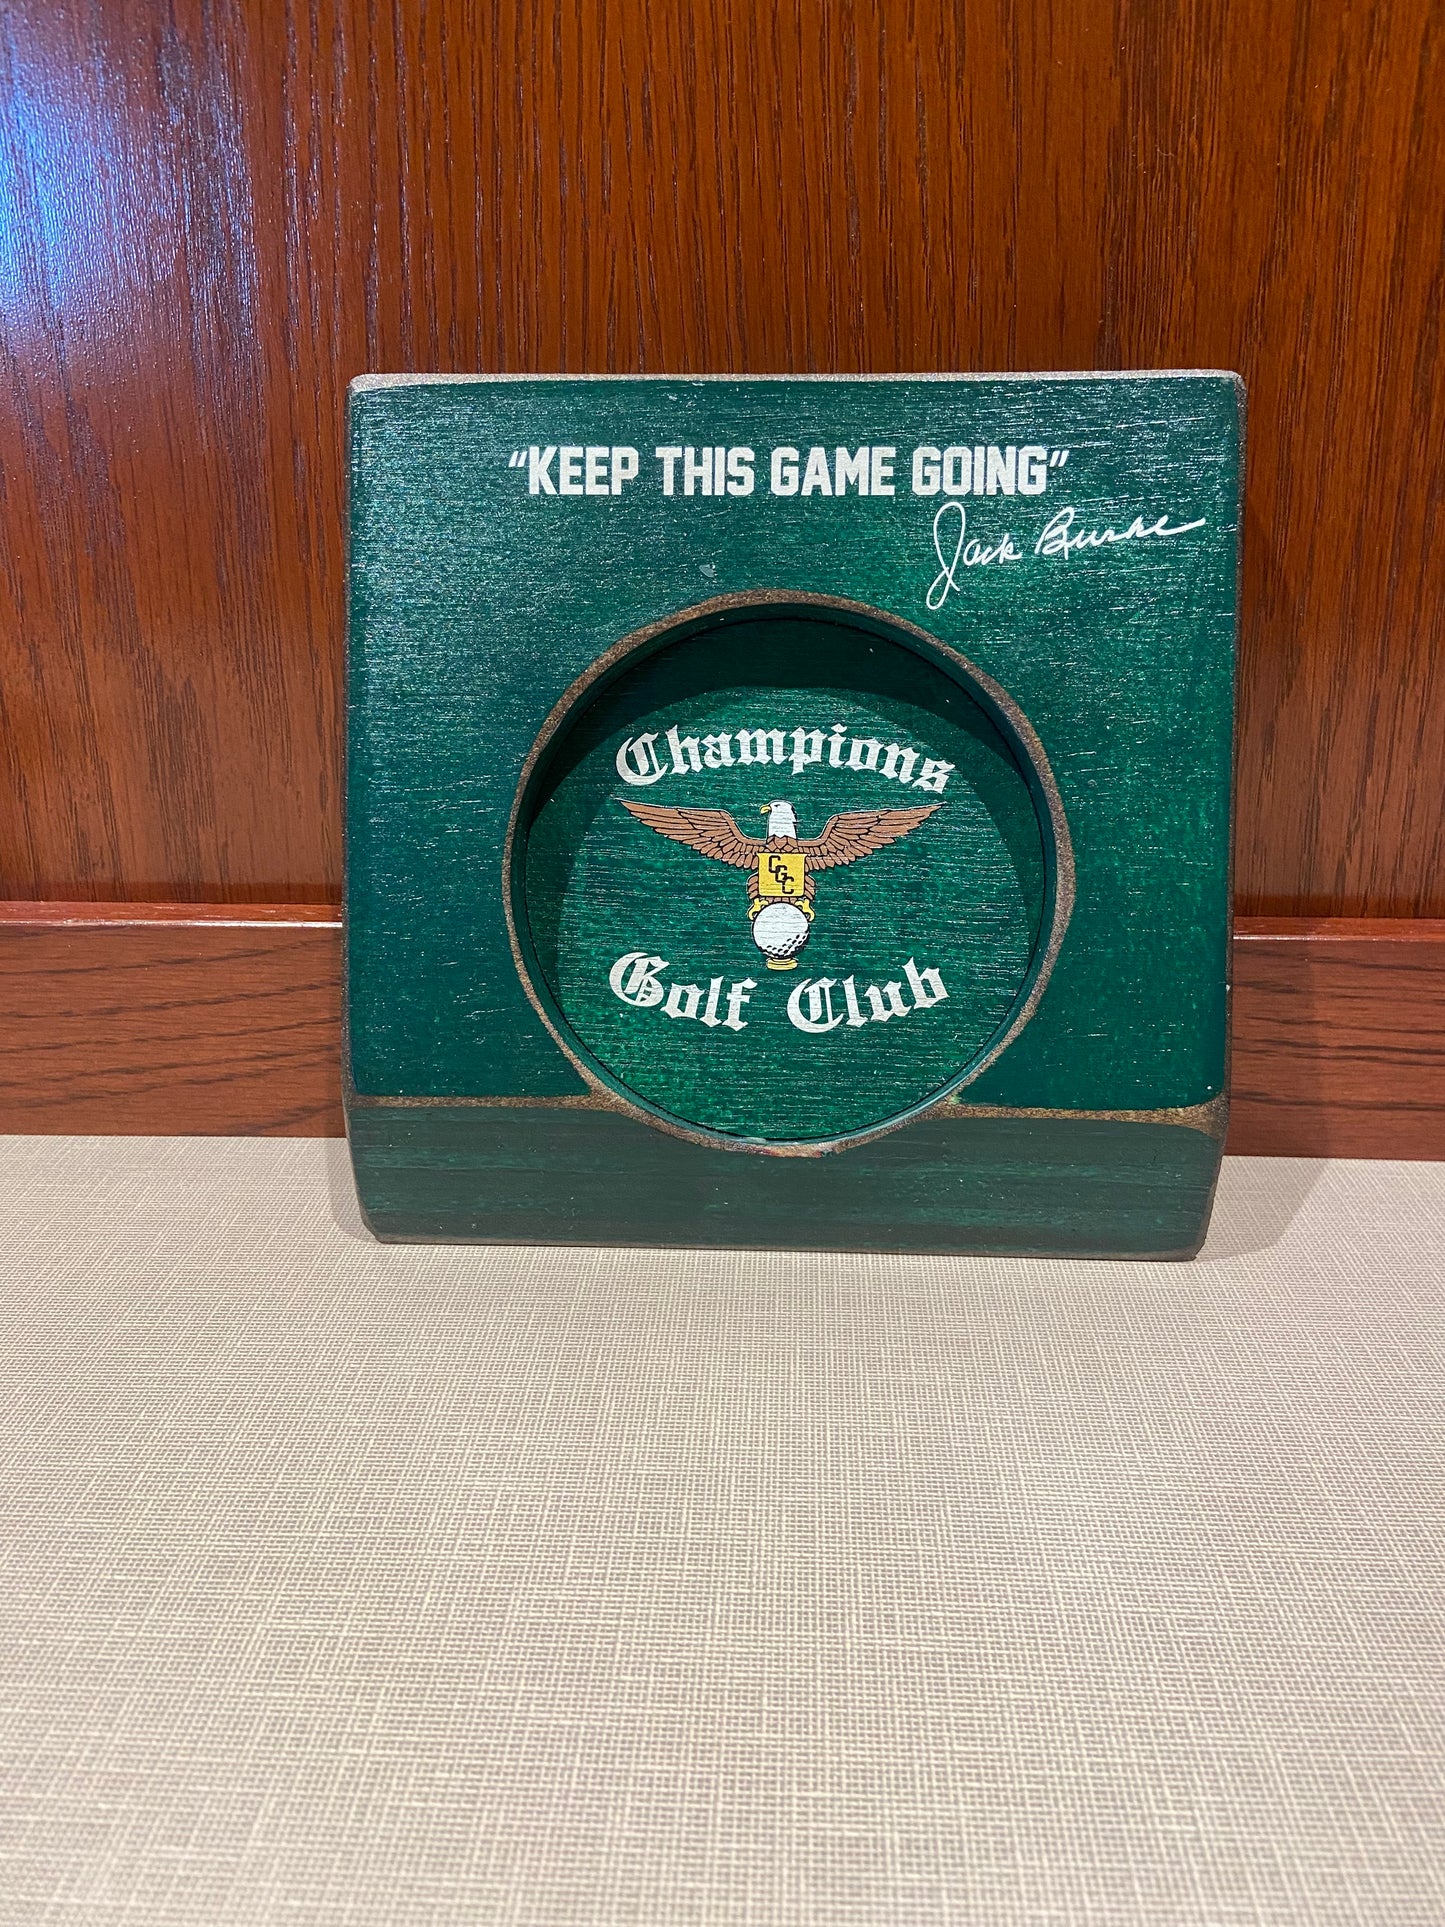 "KEEP THIS GAME GOING"
Jack Burke
Champions
CGC
Golf Club